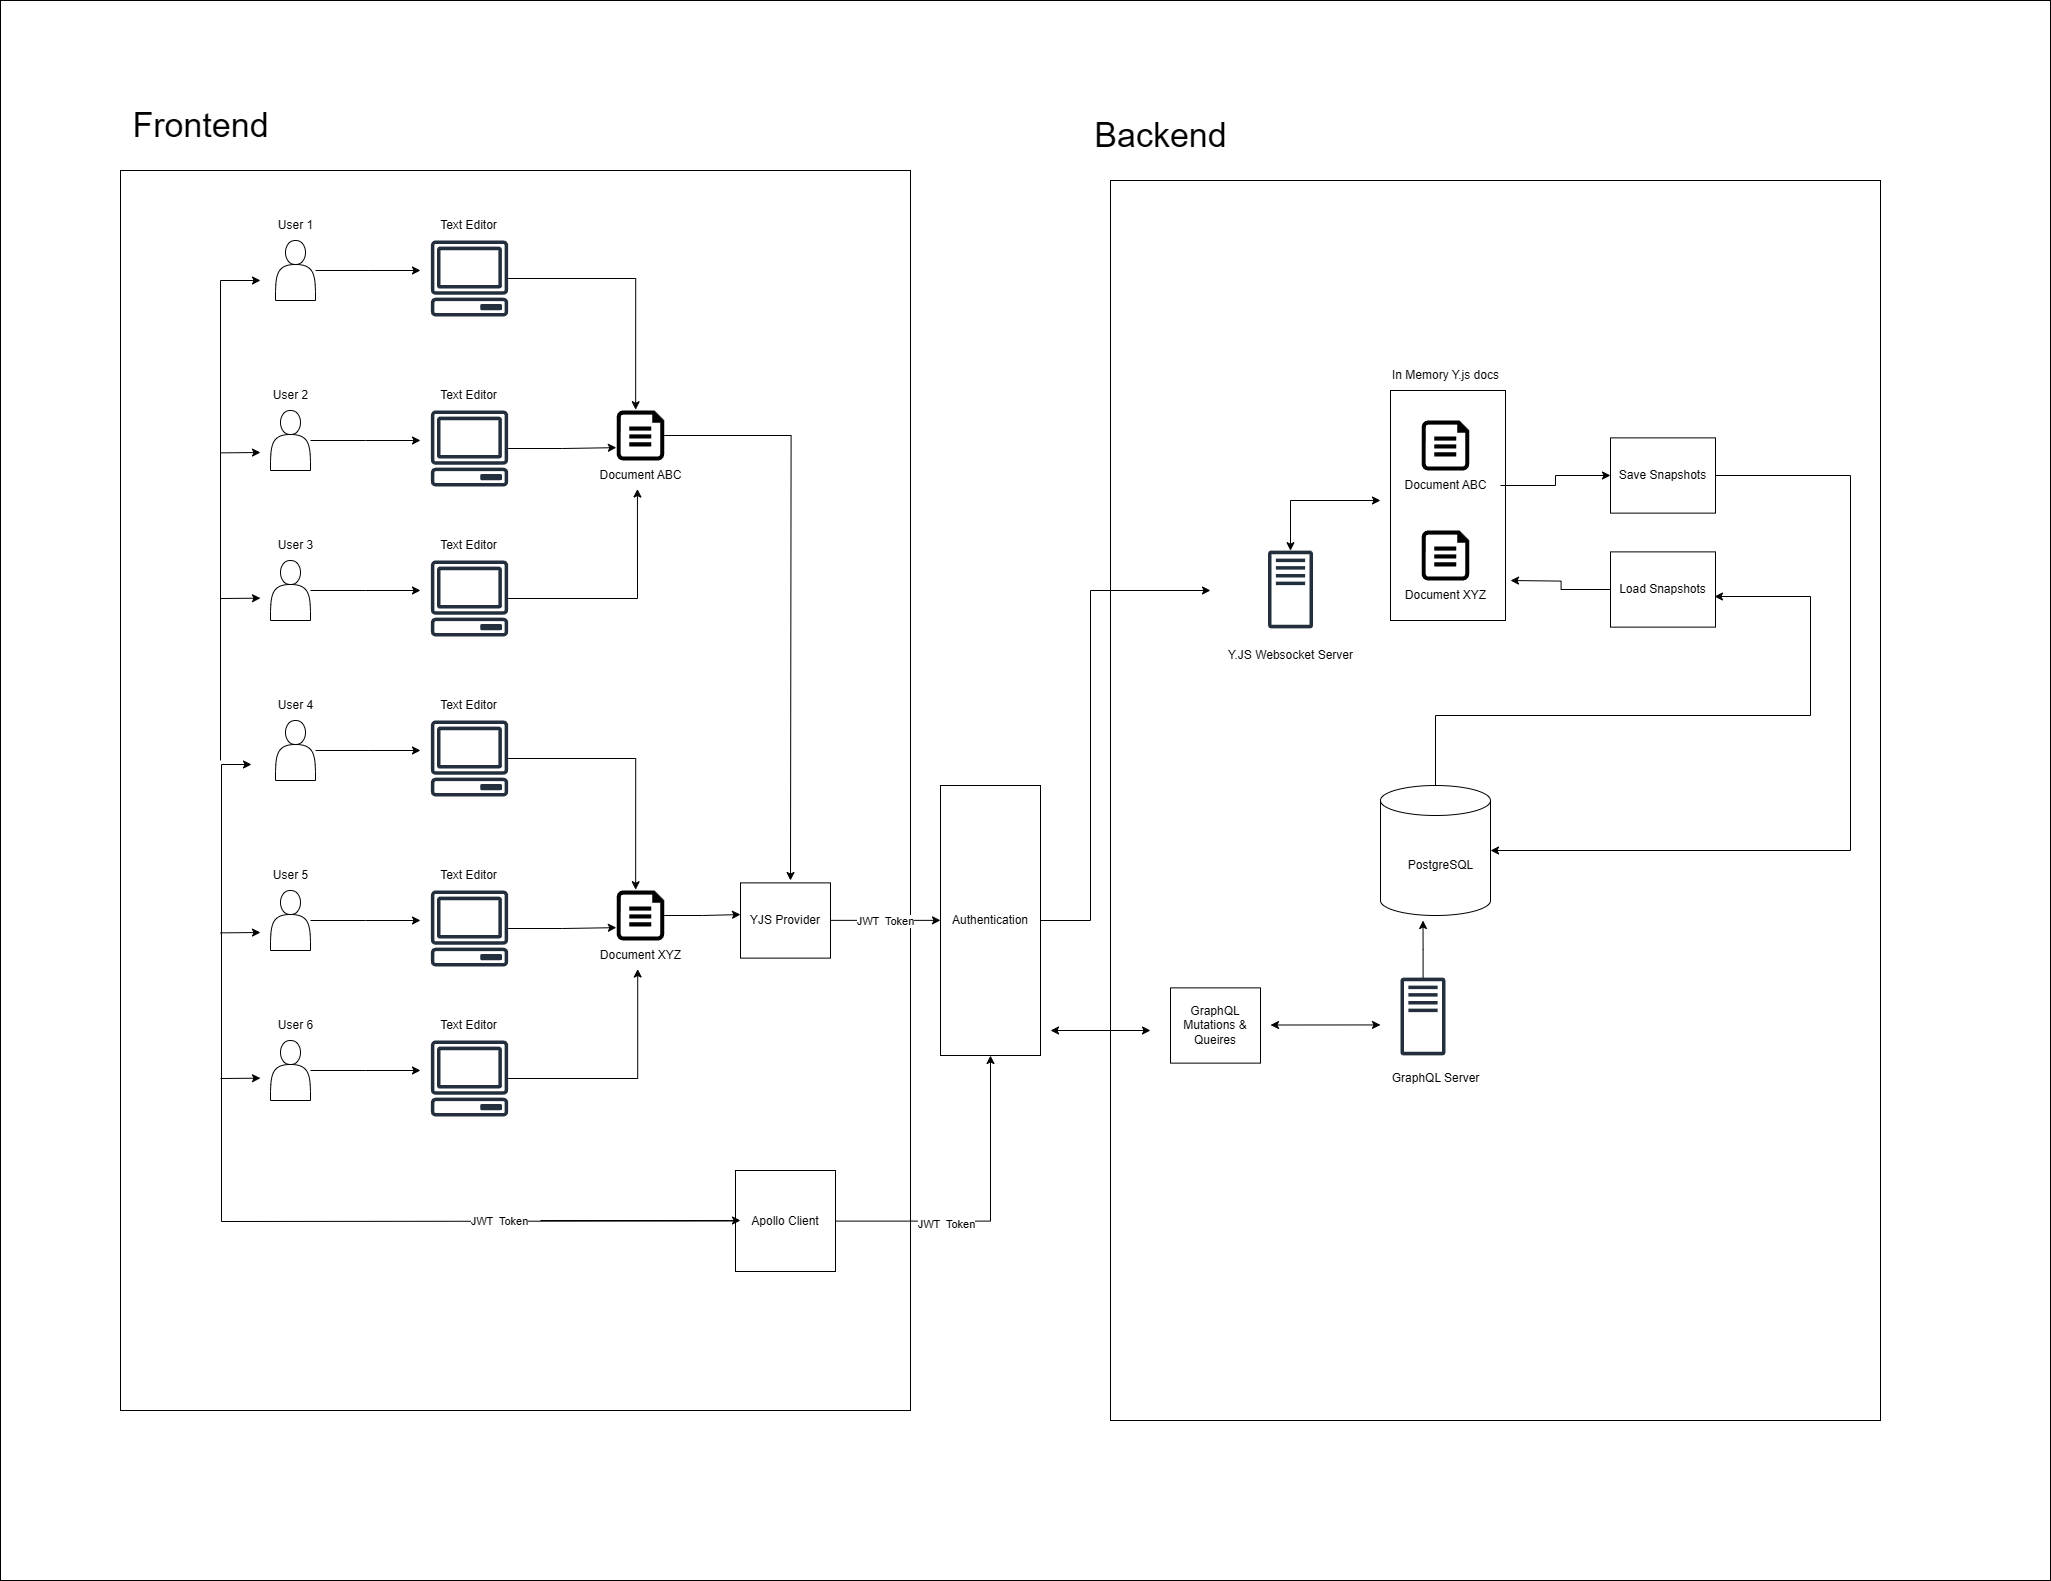 Frontend
Backend
User 1
Text Editor
User 2
Text Editor
Document ABC
User 3
Text Editor
User 4
Text Editor
User 5
Text Editor
Document XYZ
User 6
Text Editor
YJS Provider
JWT  Token
Authentication
JWT  Token
Apollo Client
JWT  Token
In Memory Y.js docs
Document ABC
Document XYZ
Save Snapshots
Load Snapshots
Y.JS Websocket Server
PostgreSQL
GraphQL
Mutations &
Queires
GraphQL Server